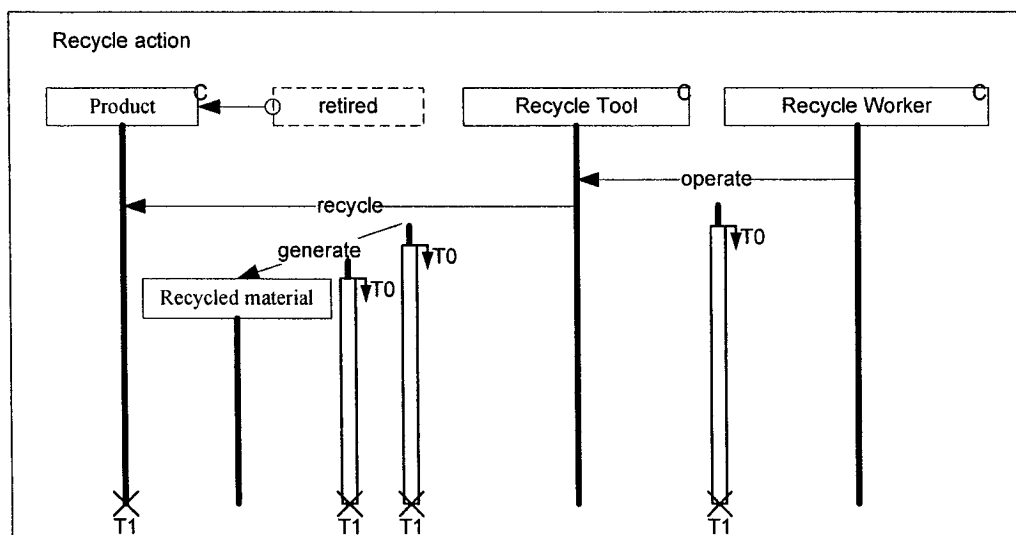 Recycle action
Product
C
retired
Recycle Tool
C
Recycle Worker
C
operate
recycle
generate
T0
T0
T0
Recycled material
T1
T1
T1
T1